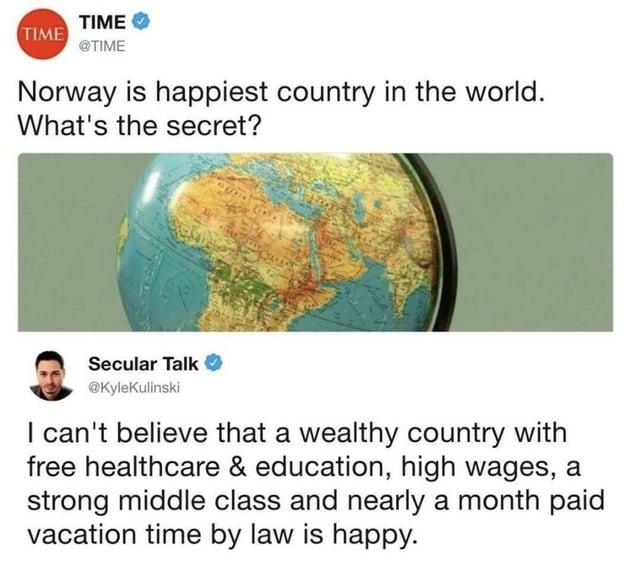 TIME
TIME
@TIME
Norway is happiest country in the world.
What's the secret?
Secular Talk
@KyleKulinski
I can't believe that a wealthy country with
free healthcare & education, high wages, a
strong middle class and nearly a month paid
vacation time by law is happy.